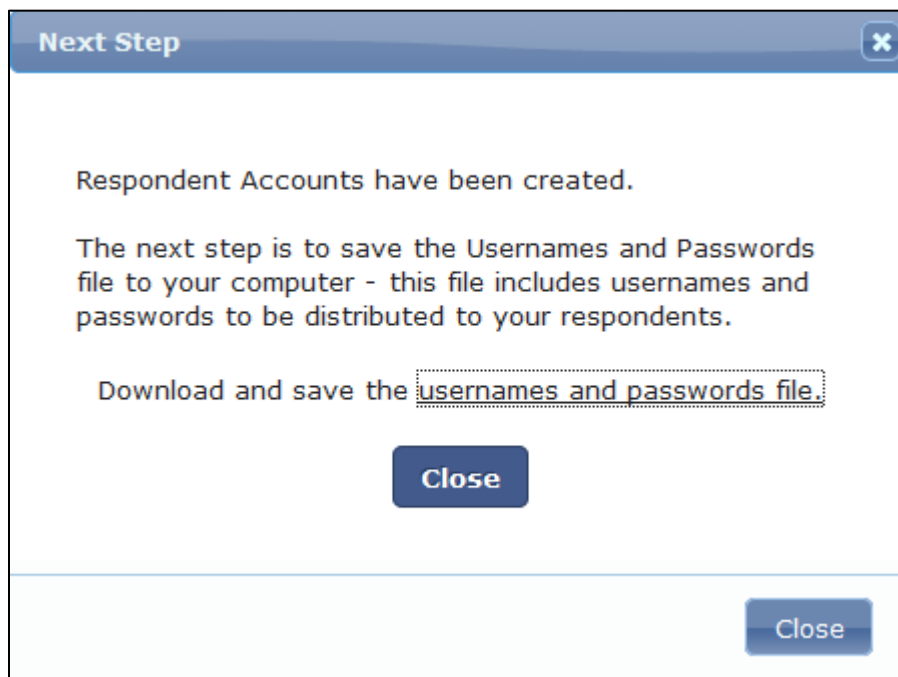 Next Step
Respondent Accounts have been created.
The next step is to save the Usernames and Passwords
file to your computer - this file includes usernames and
passwords to be distributed to your respondents.
Download and save the usernames and passwords file.
Close
Close